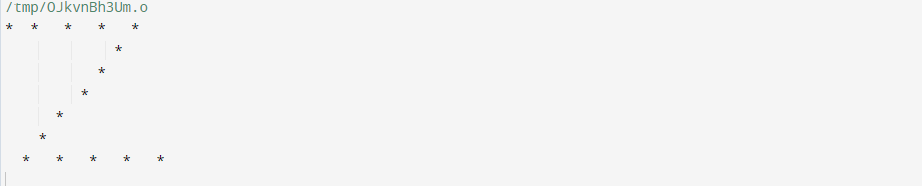 /tmp/OJkvnBh3Um.o
*  *   *   *   *
             *
           *
         *
      *
    *
  *   *   *   *   *